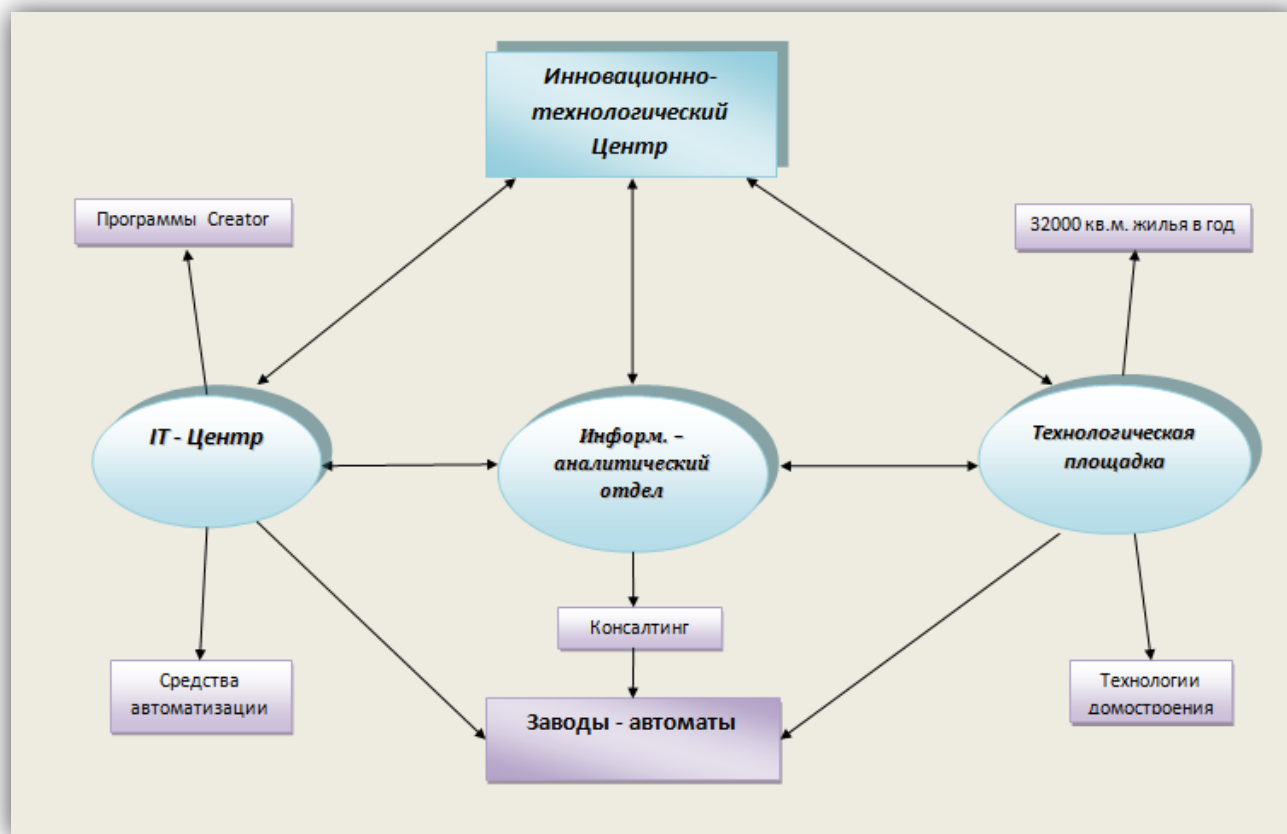 Инновационно-
технологический
Центр
Программы Creator
32000 кв.м. жилья в год
IT - Центр
Информ. –
аналитический
отдел
Технологическая
площадка
Консалтинг
Средства
автоматизации
Технологии
домостроения
Заводы - автоматы